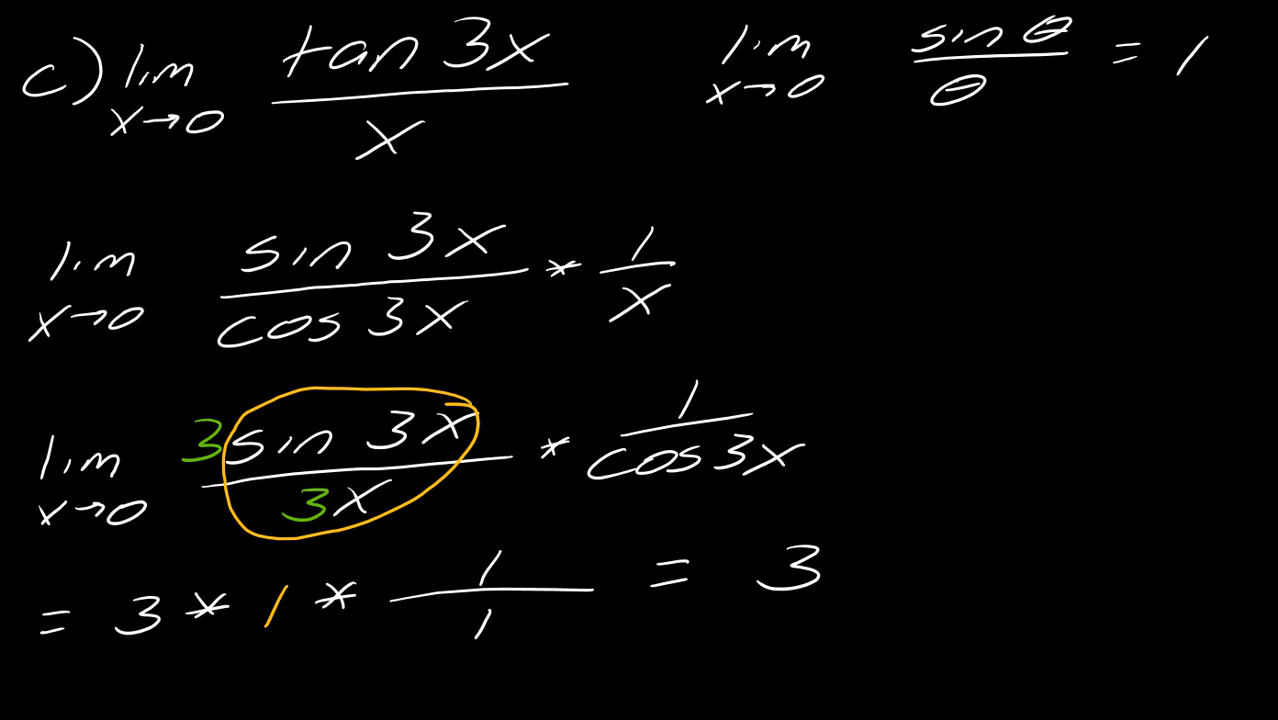 c) lim x→0 tan 3x / x    lim x→0 sin θ / θ = 1
lim x→0 sin 3x / cos 3x * 1 / x
lim x→0 3 sin 3x / 3x * 1 / cos 3x
= 3 * 1 * 1 / 1 = 3